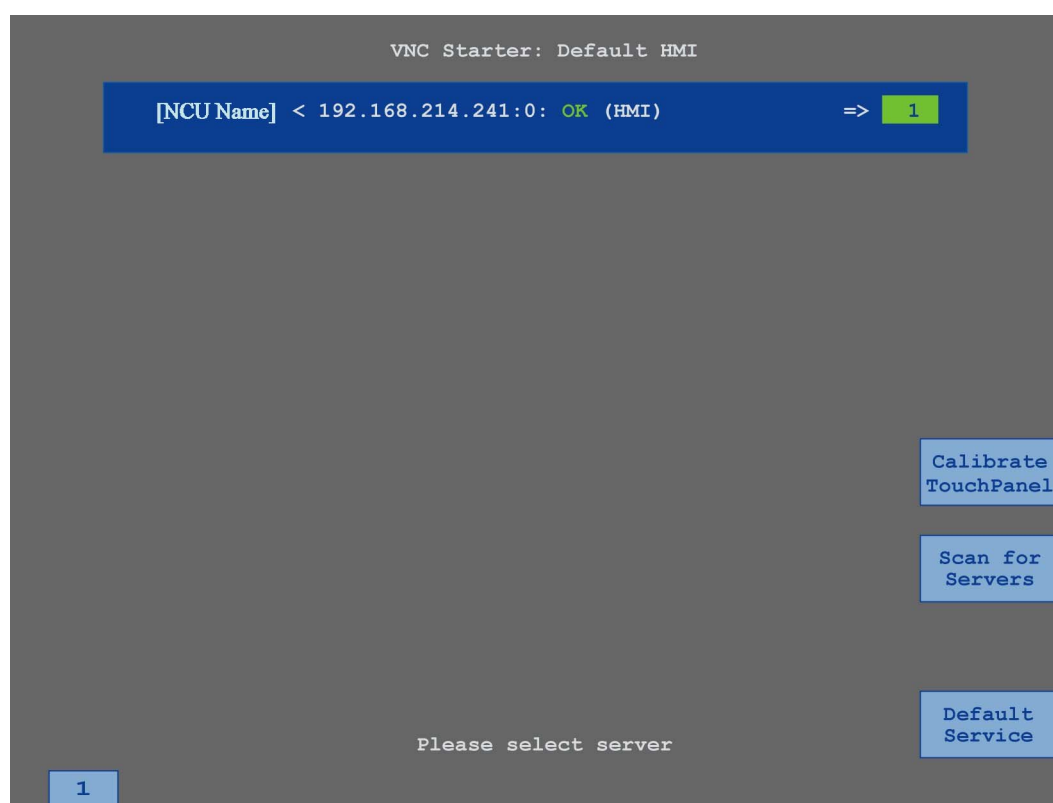 VNC Starter: Default HMI
[NCU Name] < 192.168.214.241:0: OK (HMI) => 1
Calibrate
TouchPanel
Scan for
Servers
Default
Service
Please select server
1